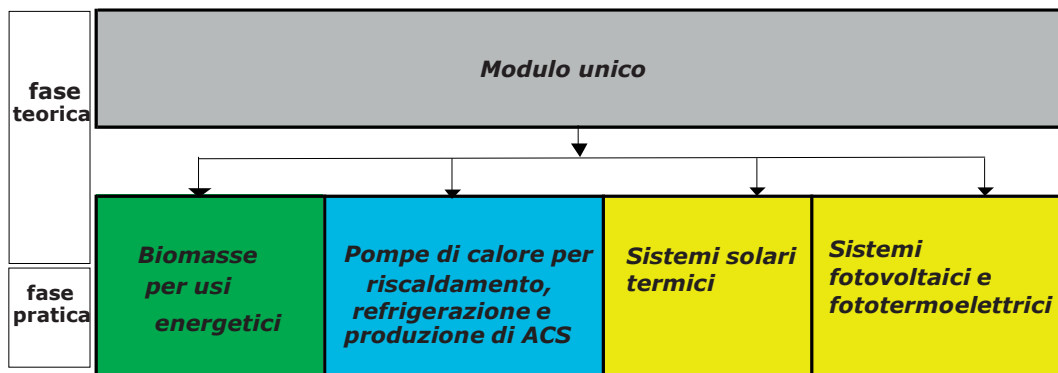 Modulo unico
fase
teorica
Biomasse
per usi
energetici
Pompe di calore per
riscaldamento,
refrigerazione e
produzione di ACS
Sistemi solari
termici
Sistemi
fotovoltaici e
fototermoelettrici
fase
pratica